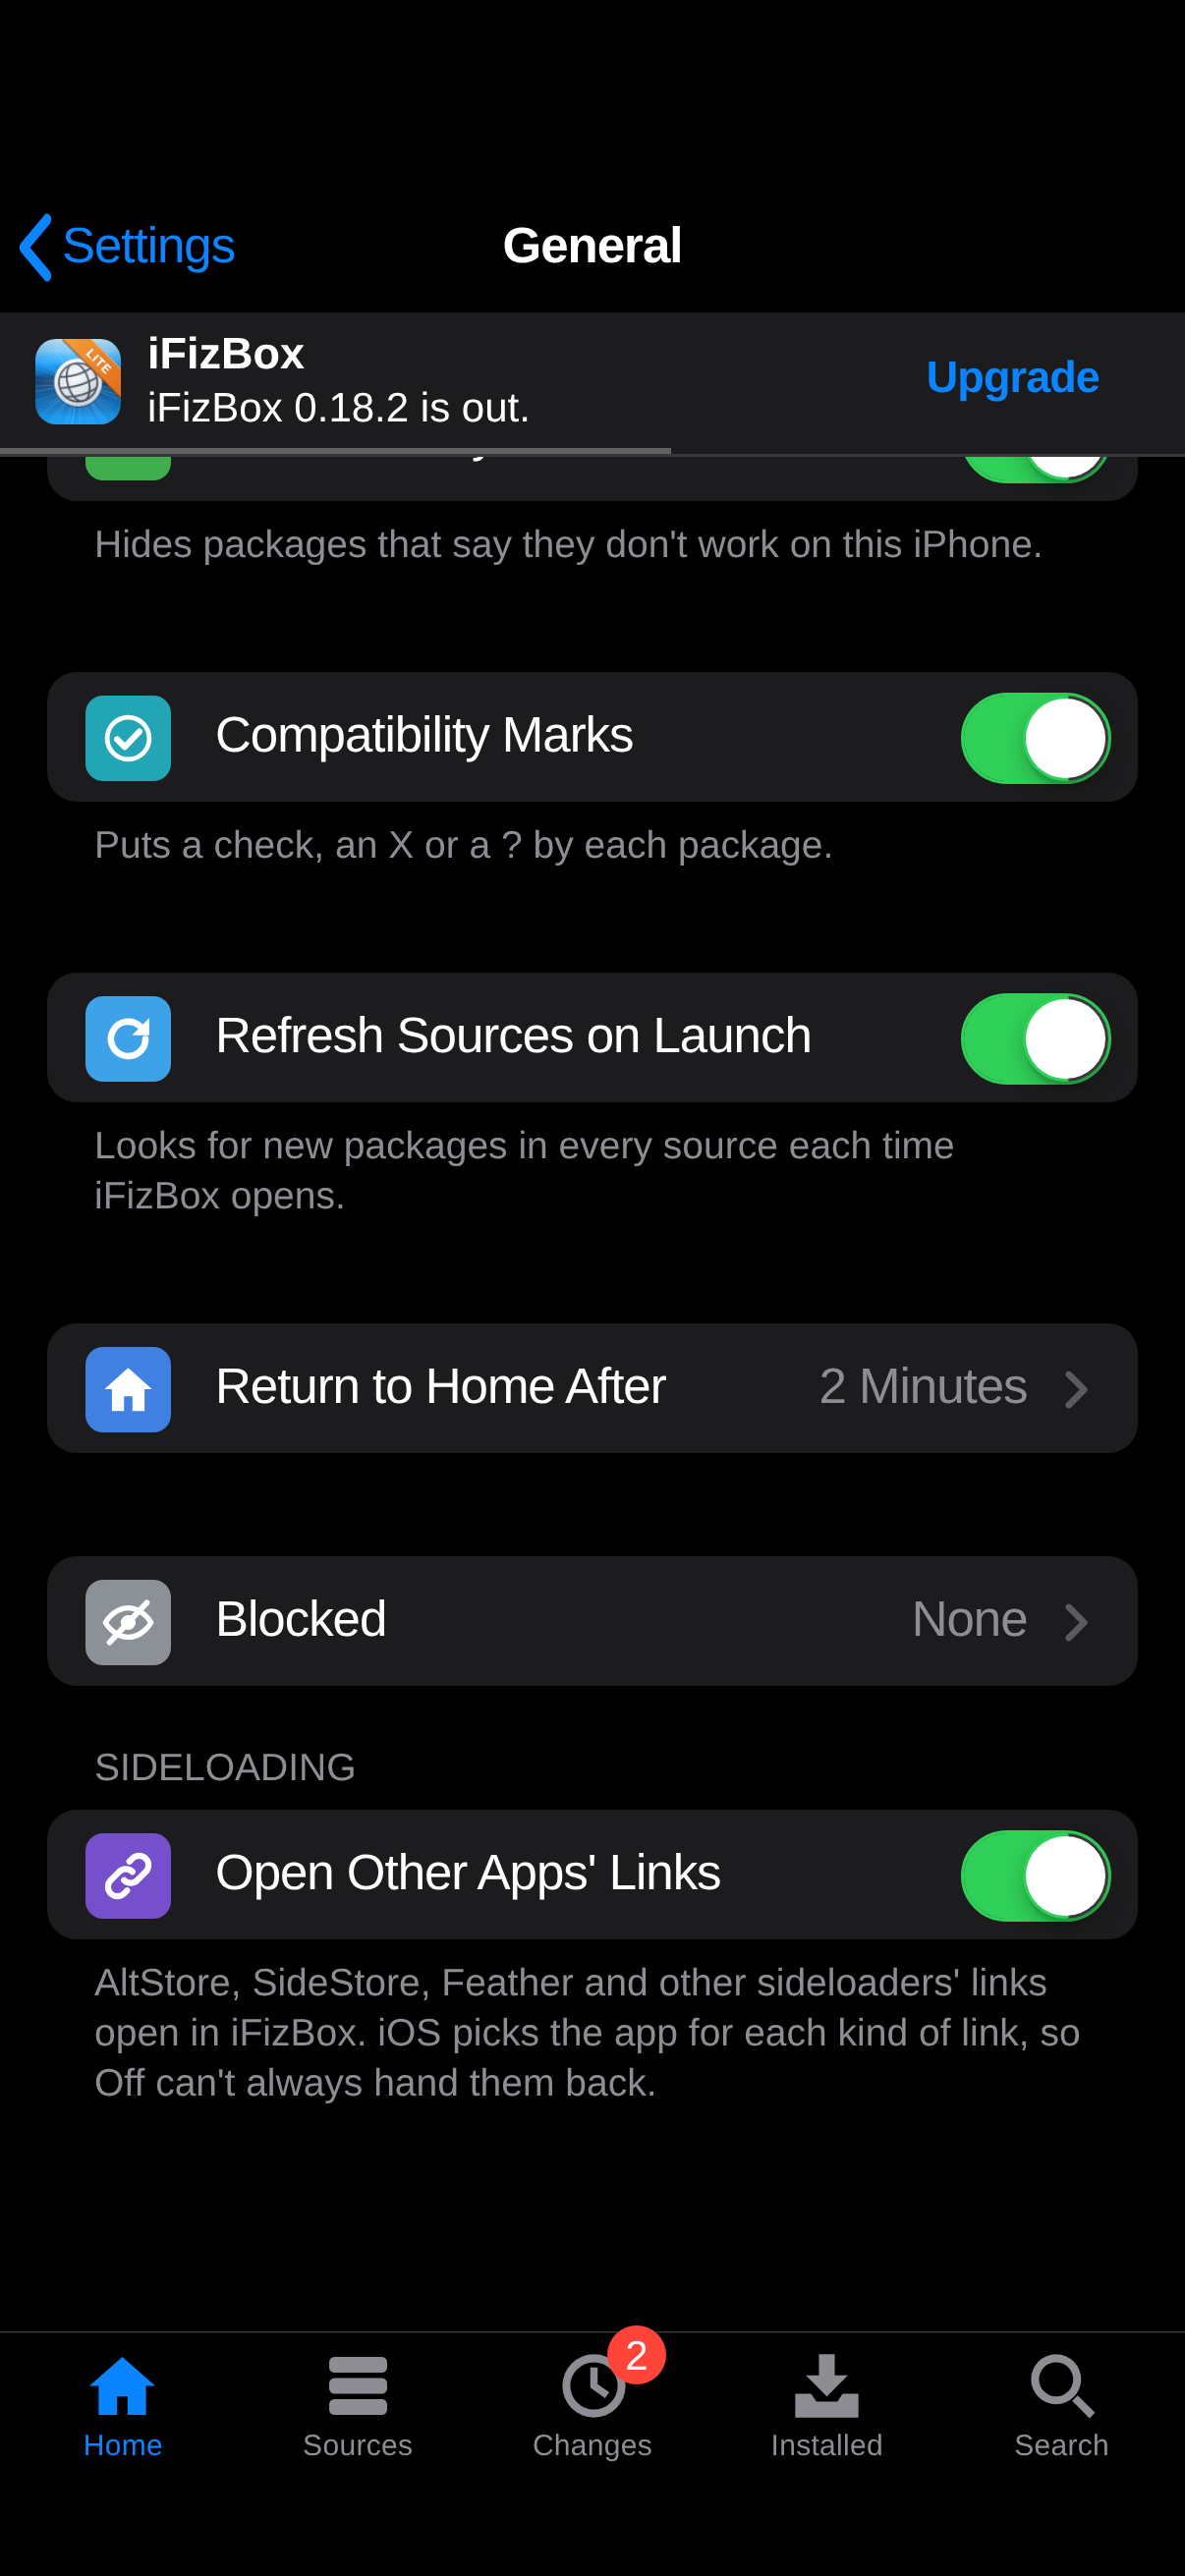 Settings
General
LITE
iFizBox
iFizBox 0.18.2 is out.
Upgrade
Hides packages that say they don't work on this iPhone.
Compatibility Marks
Puts a check, an X or a ? by each package.
Refresh Sources on Launch
Looks for new packages in every source each time
iFizBox opens.
Return to Home After
2 Minutes
Blocked
None
SIDELOADING
Open Other Apps' Links
AltStore, SideStore, Feather and other sideloaders' links
open in iFizBox. iOS picks the app for each kind of link, so
Off can't always hand them back.
2
Home
Sources
Changes
Installed
Search